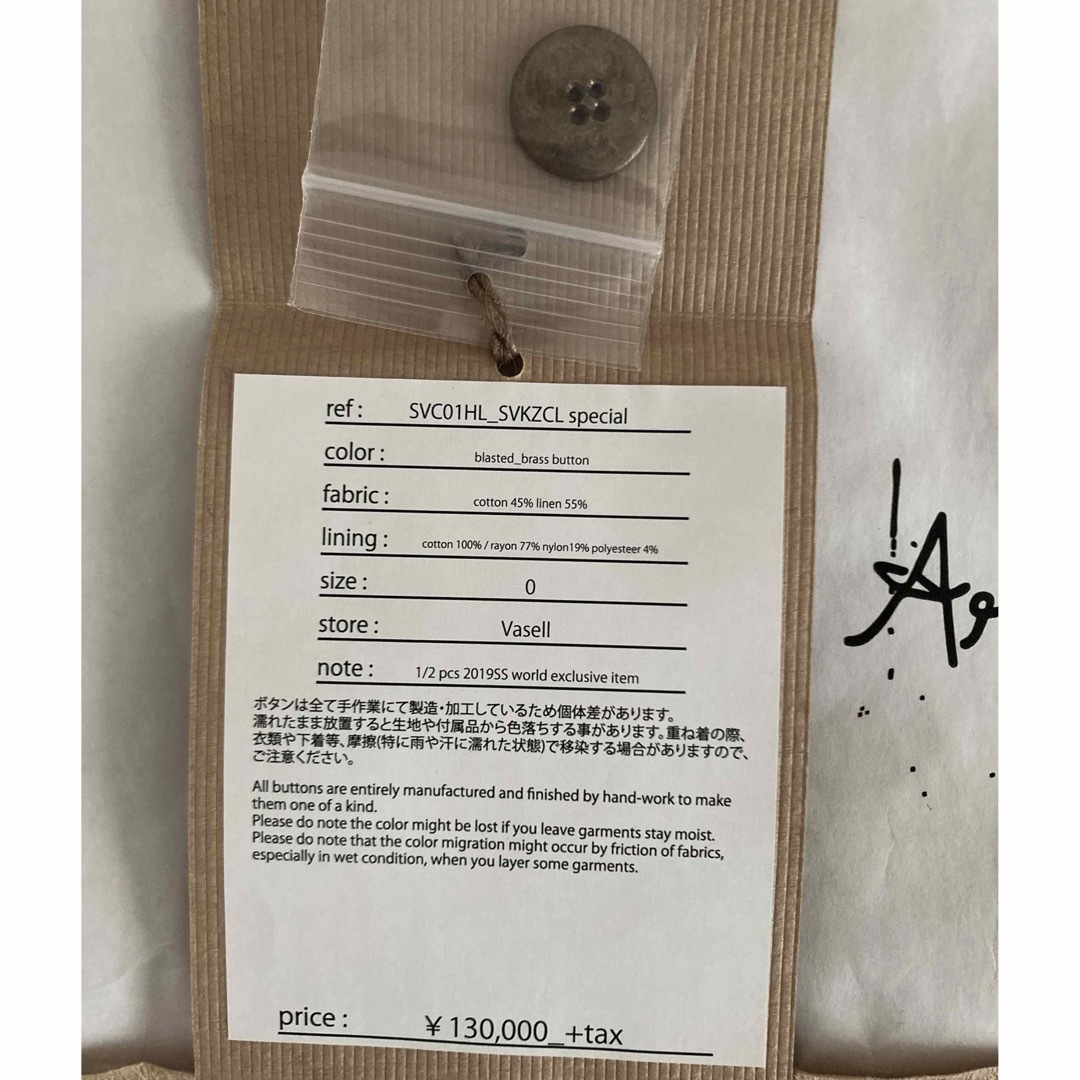 ref : SVC01HL_SVKZCL special
color : blasted_brass button
fabric : cotton 45% linen 55%
lining : cotton 100% / rayon 77% nylon19% polyesteer 4%
size : 0
store : Vasell
note : 1/2 pcs 2019SS world exclusive item
ボタンは全て手作業にて製造・加工しているため個体差があります。
濡れたまま放置すると生地や付属品から色落ちする事があります。重ね着の際、
衣類や下着等、摩擦(特に雨や汗に濡れた状態)で移染する場合がありますので、
ご注意ください。
All buttons are entirely manufactured and finished by hand-work to make
them one of a kind.
Please do note the color might be lost if you leave garments stay moist.
Please do note that the color migration might occur by friction of fabrics,
especially in wet condition, when you layer some garments.
price : ¥ 130,000_+tax